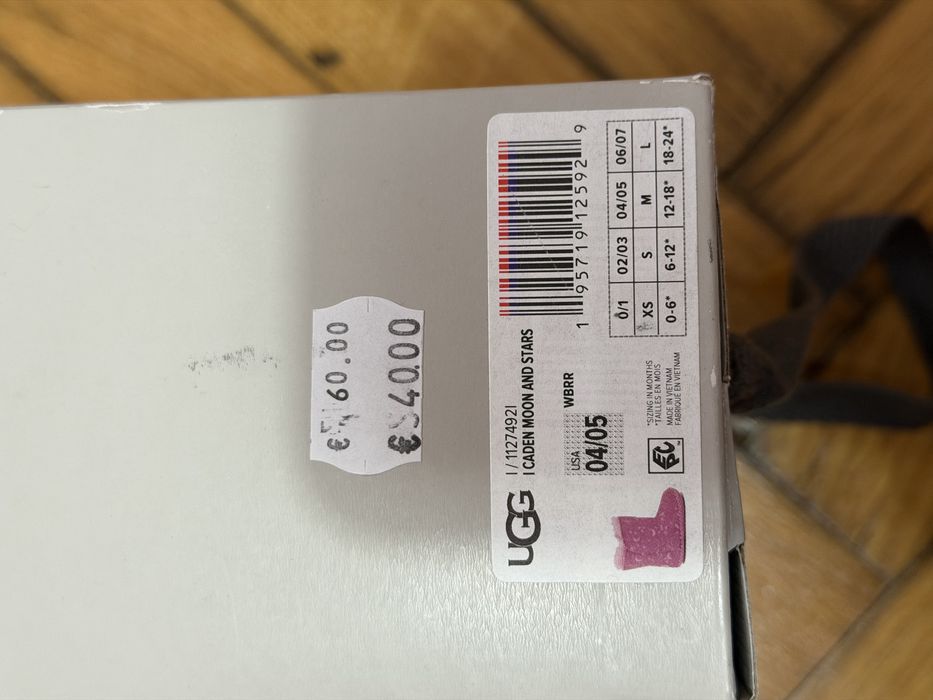 € 60.00
€ 40.00
UGG
I / 1127492I
I CADEN MOON AND STARS
USA
04/05
WBRR
1 95719 12592 9
0/1 02/03 04/05 06/07
XS S M L
0-6* 6-12* 12-18* 18-24*
*SIZING IN MONTHS
*TAILLES EN MOIS
MADE IN VIETNAM
FABRIQUÉ EN VIETNAM